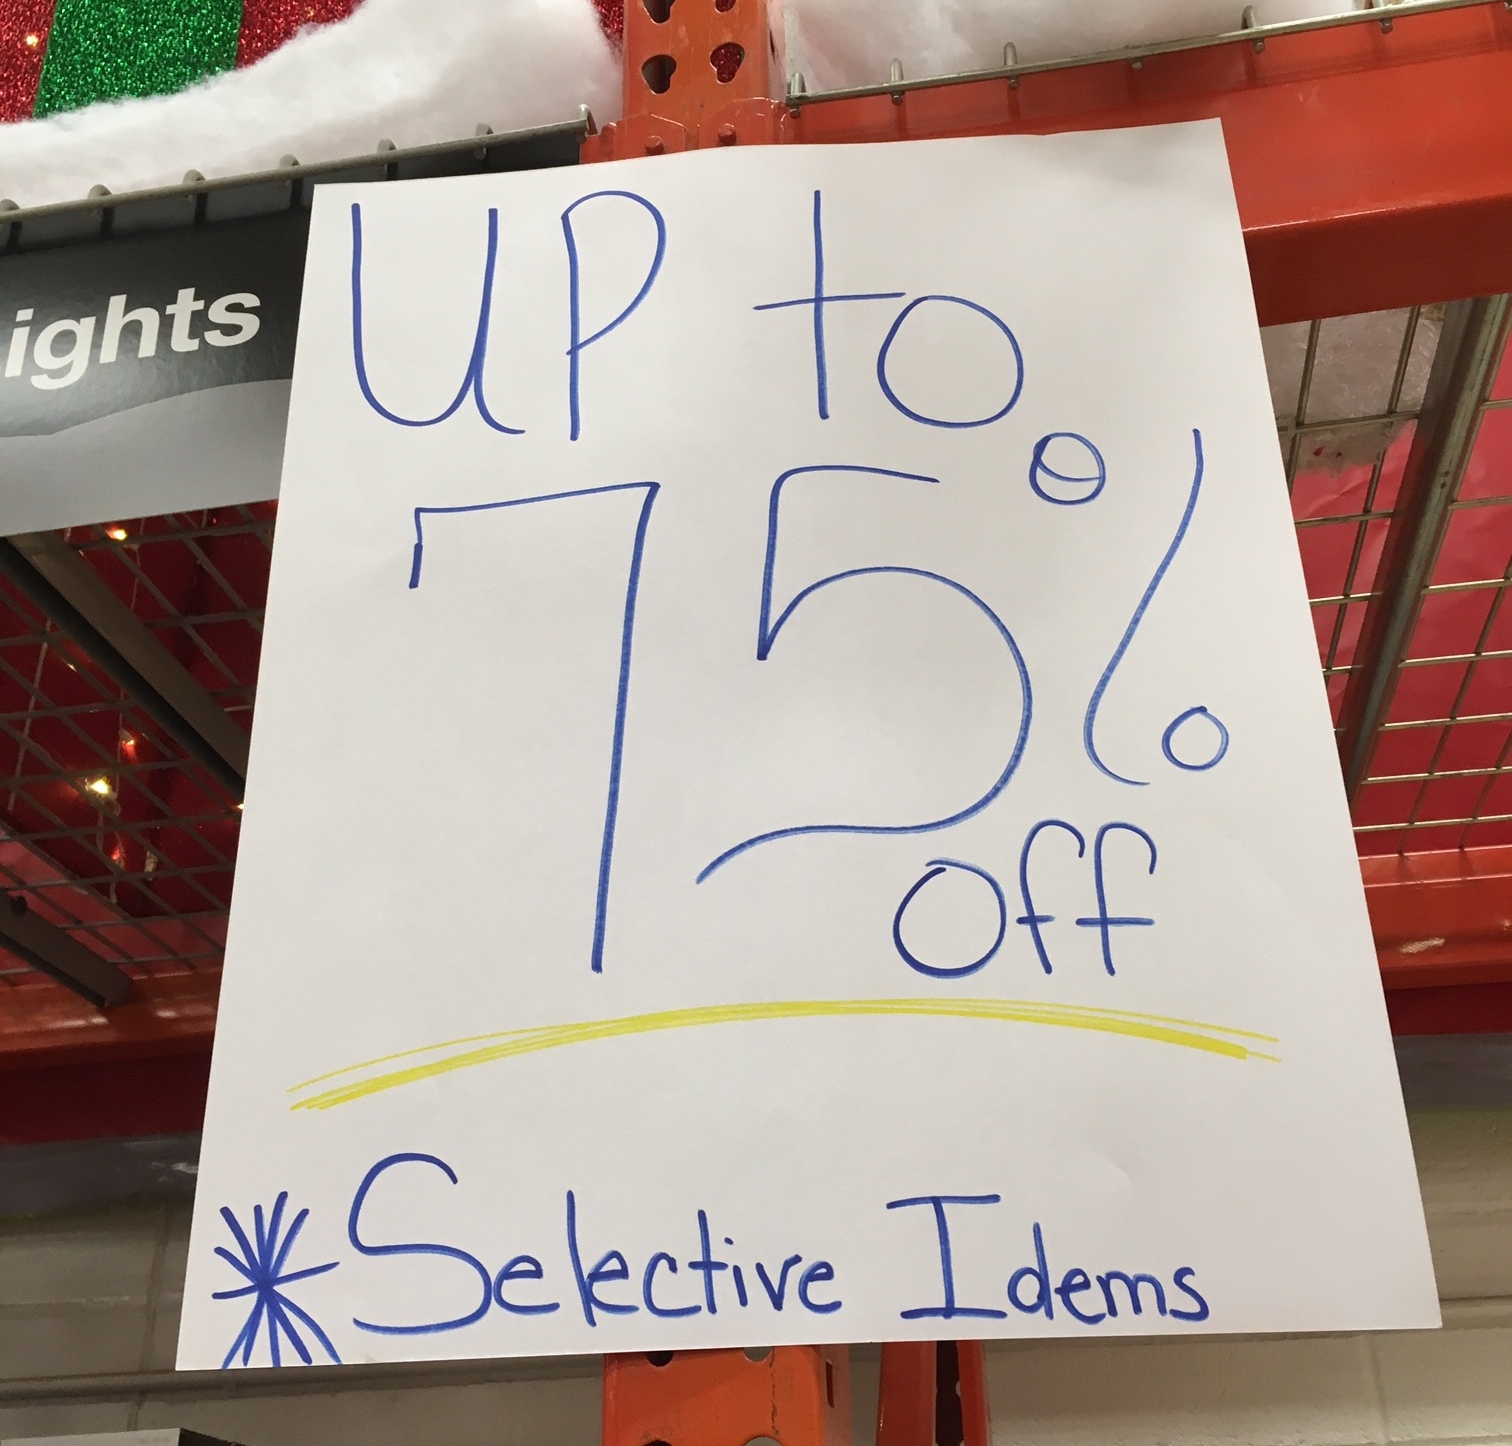 ights
UP to
75%
off
*Selective Idems